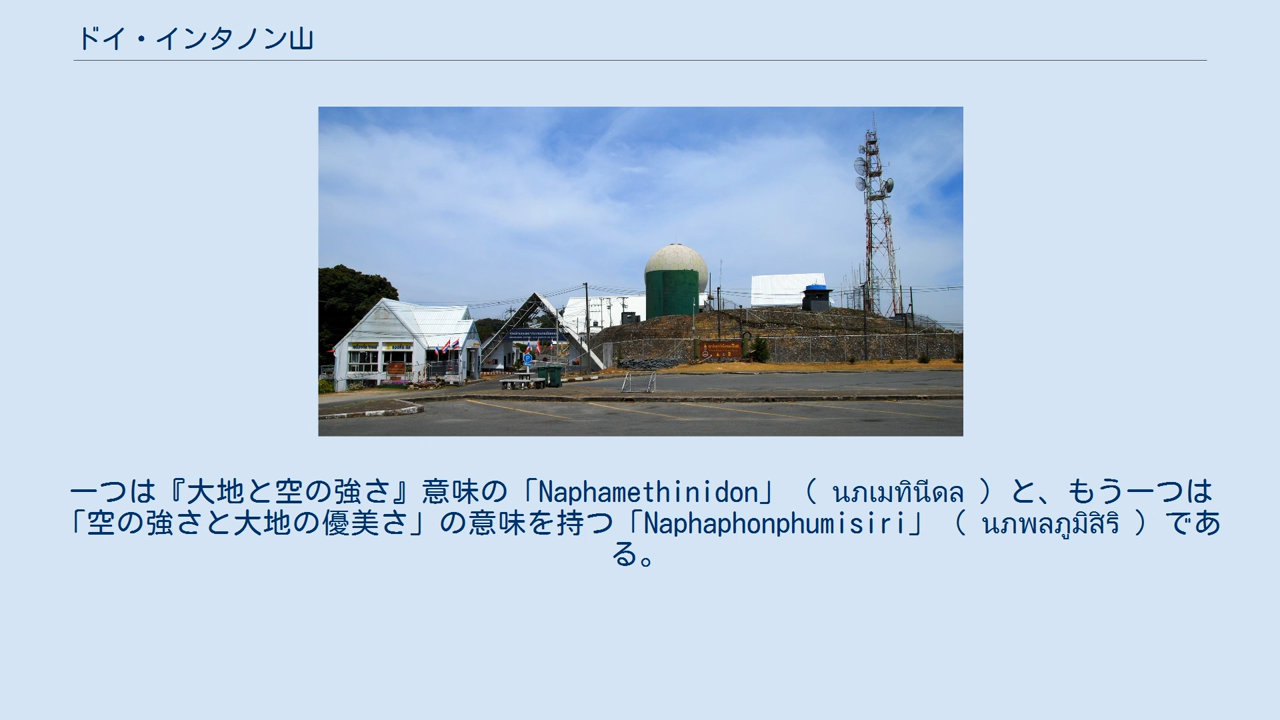 ドイ・インタノン山
一つは『大地と空の強さ』意味の「Naphamethinidon」（ นภเมทินีดล ）と、もう一つは
「空の強さと大地の優美さ」の意味を持つ「Naphaphonphumisiri」（ นภพลภูมิสิริ ）であ
る。